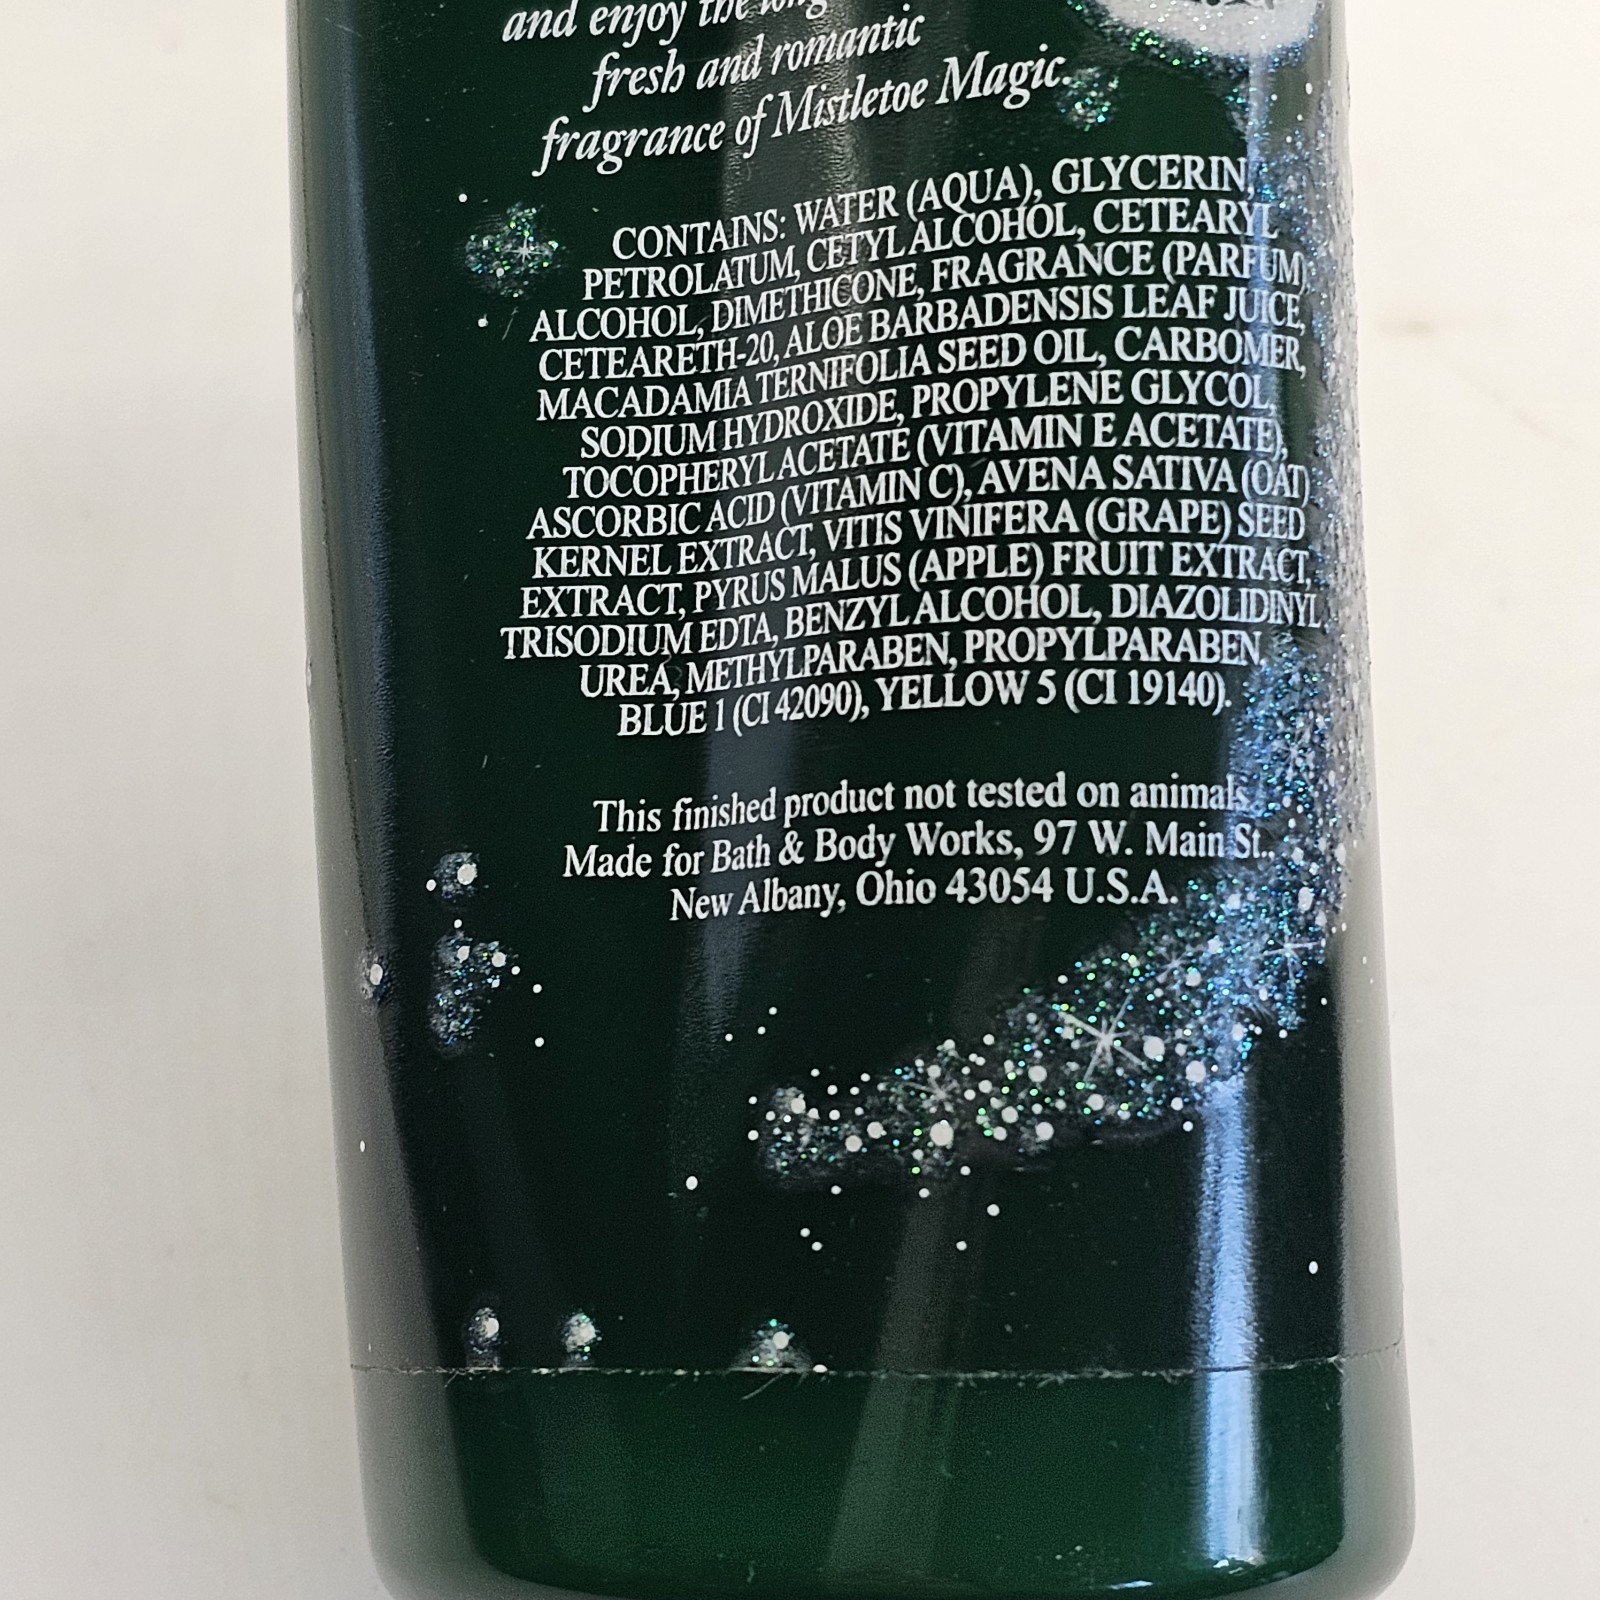 and enjoy the long
fresh and romantic
fragrance of Mistletoe Magic.
CONTAINS: WATER (AQUA), GLYCERIN,
PETROLATUM, CETYL ALCOHOL, CETEARYL
ALCOHOL, DIMETHICONE, FRAGRANCE (PARFUM),
CETEARETH-20, ALOE BARBADENSIS LEAF JUICE,
MACADAMIA TERNIFOLIA SEED OIL, CARBOMER,
SODIUM HYDROXIDE, PROPYLENE GLYCOL,
TOCOPHERYL ACETATE (VITAMIN E ACETATE),
ASCORBIC ACID (VITAMIN C), AVENA SATIVA (OAT)
KERNEL EXTRACT, VITIS VINIFERA (GRAPE) SEED
EXTRACT, PYRUS MALUS (APPLE) FRUIT EXTRACT,
TRISODIUM EDTA, BENZYL ALCOHOL, DIAZOLIDINYL
UREA, METHYLPARABEN, PROPYLPARABEN,
BLUE 1 (CI 42090), YELLOW 5 (CI 19140).
This finished product not tested on animals.
Made for Bath & Body Works, 97 W. Main St.,
New Albany, Ohio 43054 U.S.A.